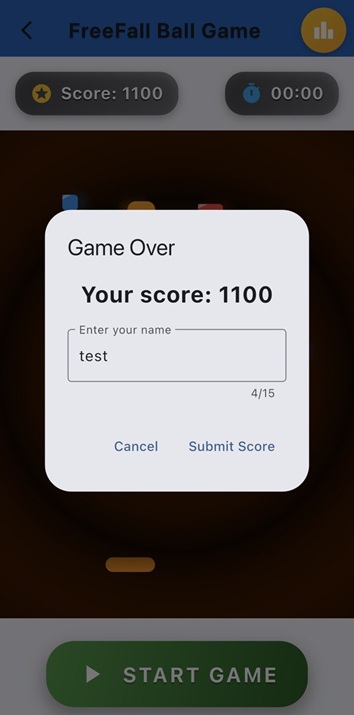 FreeFall Ball Game
Score: 1100
00:00
Game Over
Your score: 1100
Enter your name
test
4/15
Cancel
Submit Score
START GAME